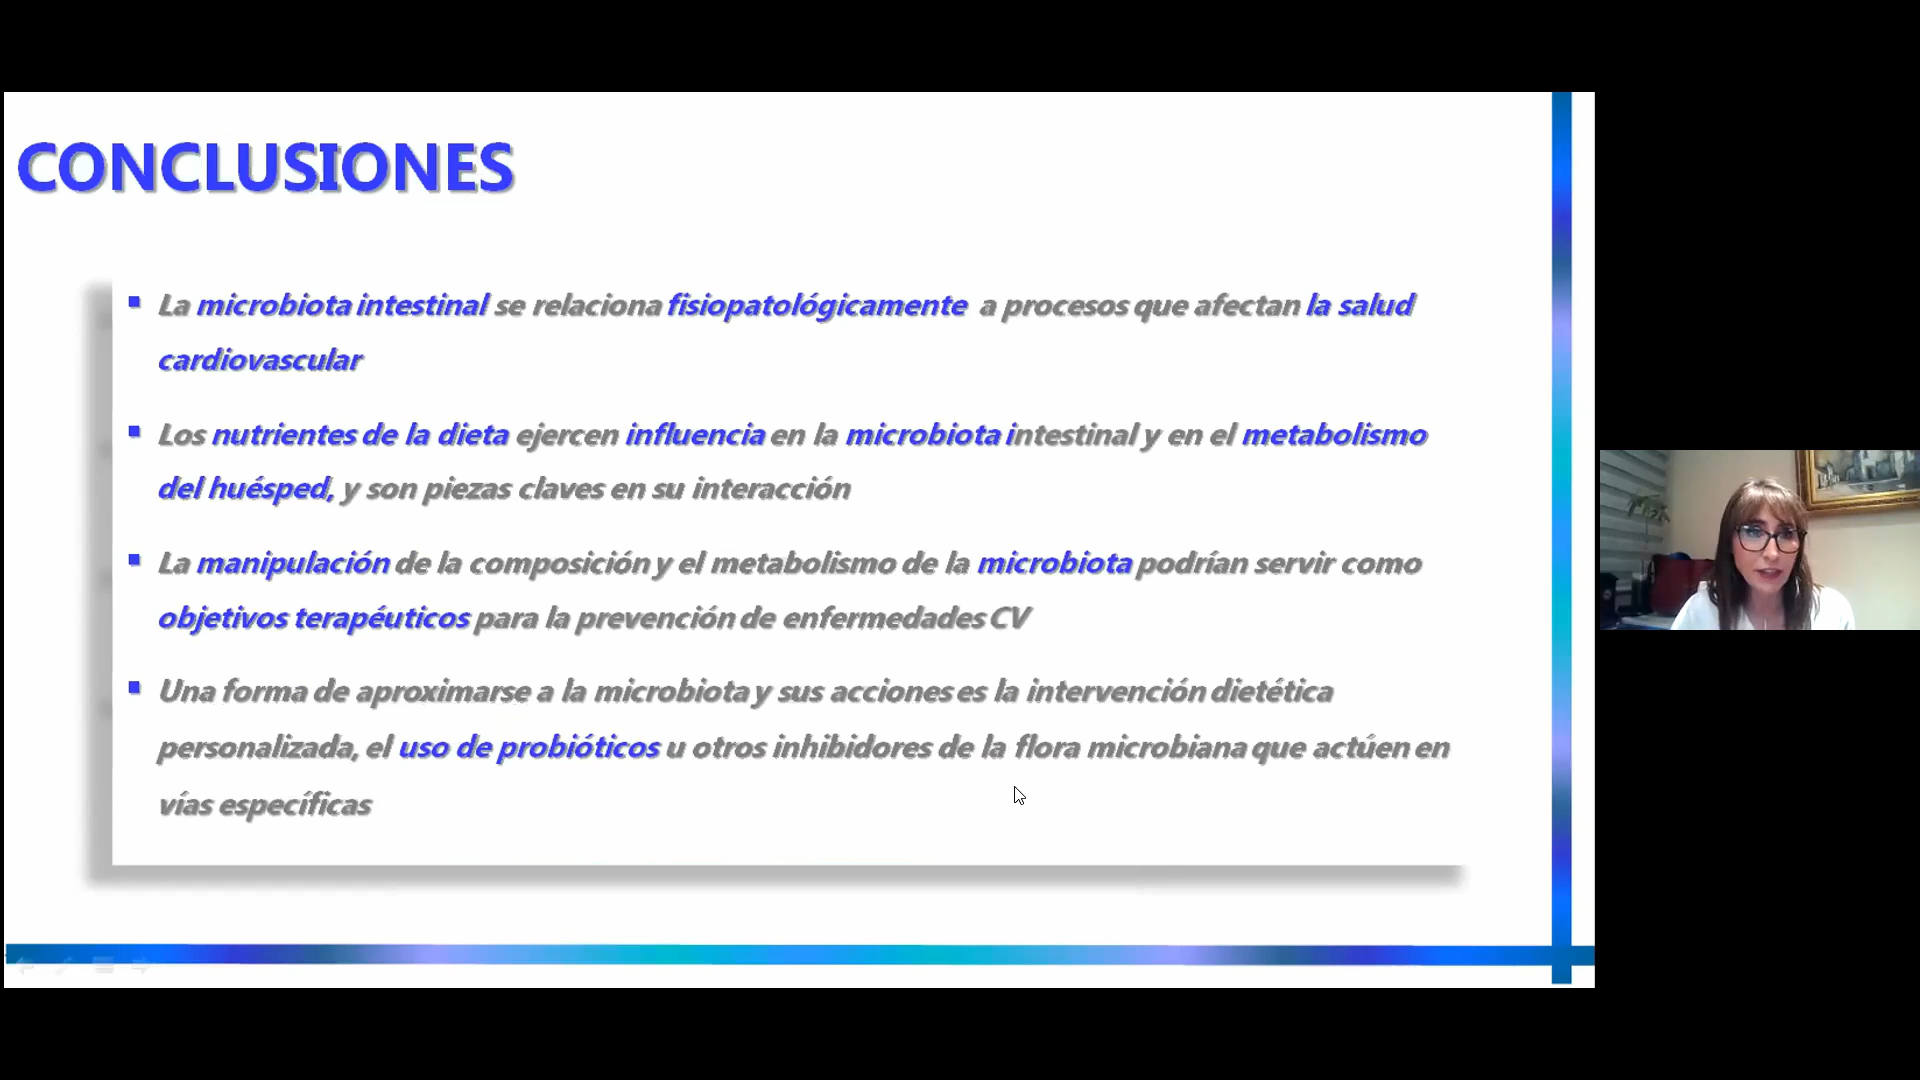 CONCLUSIONES
La microbiota intestinal se relaciona fisiopatológicamente a procesos que afectan la salud
cardiovascular
Los nutrientes de la dieta ejercen influencia en la microbiota intestinal y en el metabolismo
del huésped, y son piezas claves en su interacción
La manipulación de la composición y el metabolismo de la microbiota podrían servir como
objetivos terapéuticos para la prevención de enfermedades CV
Una forma de aproximarse a la microbiota y sus acciones es la intervención dietética
personalizada, el uso de probióticos u otros inhibidores de la flora microbiana que actúen en
vías específicas